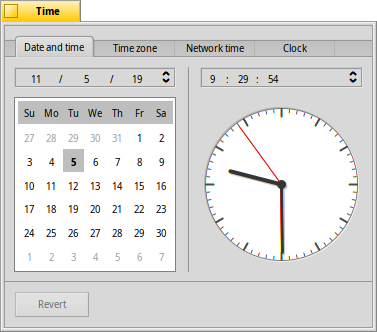 Time
Date and time Time zone Network time Clock
11 / 5 / 19 9 : 29 : 54
Su Mo Tu We Th Fr Sa
27 28 29 30 31 1 2
3 4 5 6 7 8 9
10 11 12 13 14 15 16
17 18 19 20 21 22 23
24 25 26 27 28 29 30
1 2 3 4 5 6 7
Revert